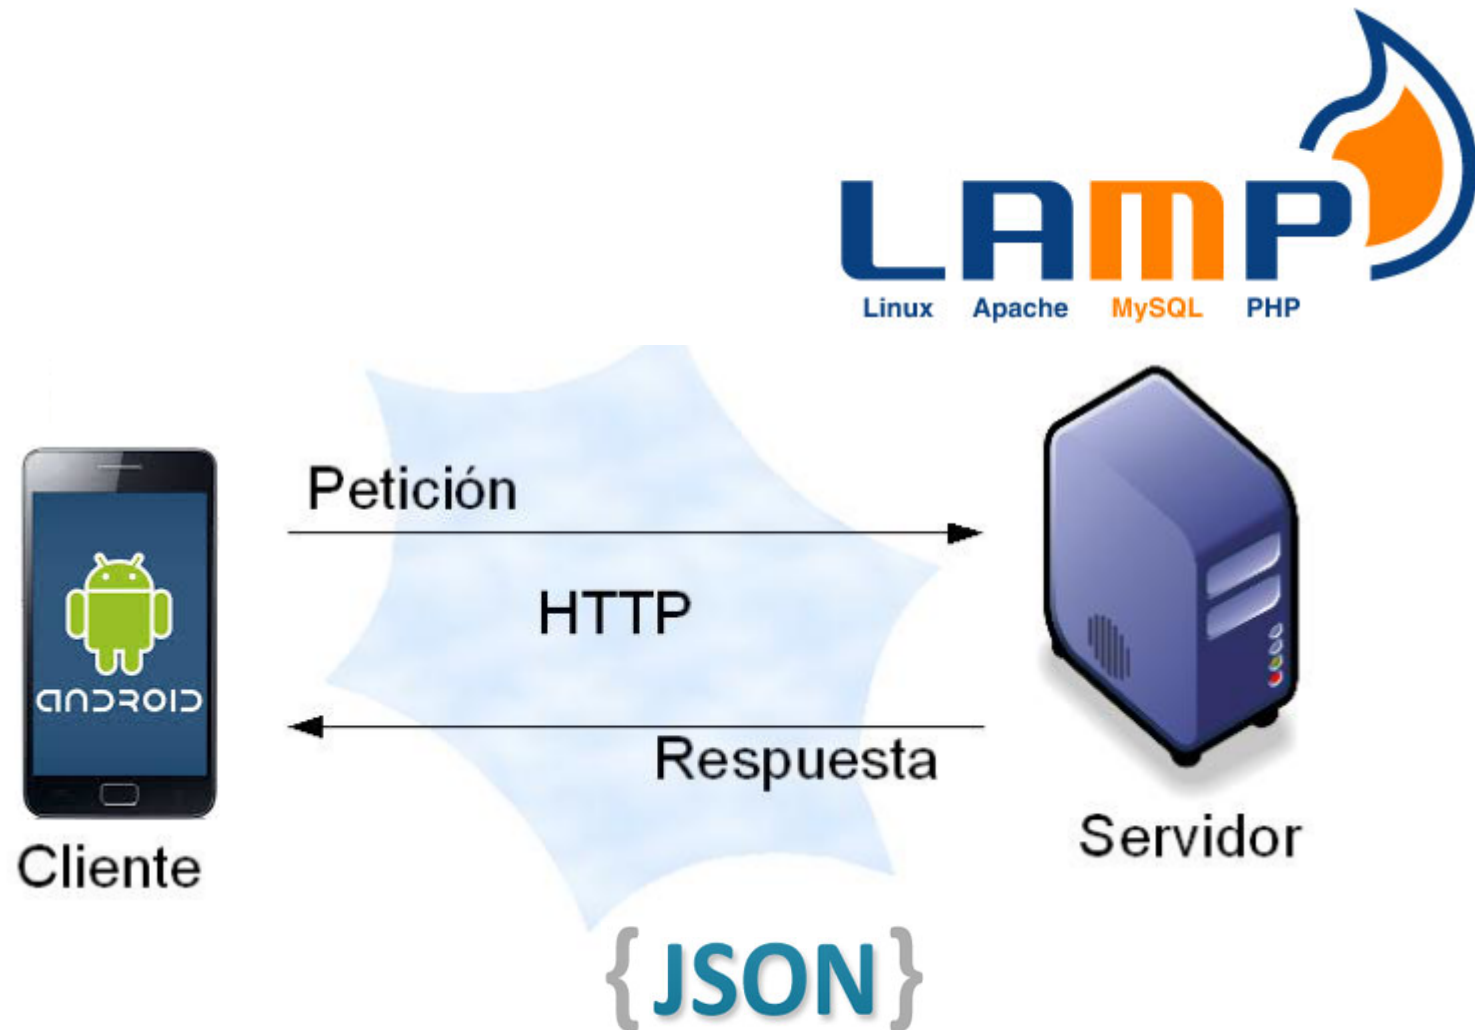 LAMP
Linux Apache MySQL PHP
Petición
HTTP
ANDROID
Respuesta
Servidor
Cliente
{JSON}